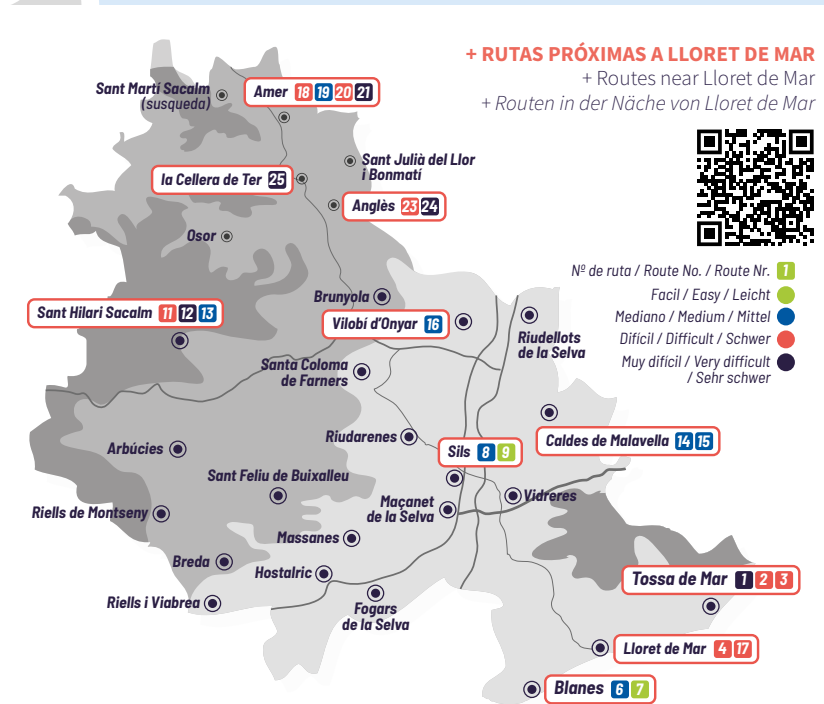 + RUTAS PRÓXIMAS A LLORET DE MAR
+ Routes near Lloret de Mar
+ Routen in der Näche von Lloret de Mar
Sant Martí Sacalm
(susqueda)
Amer 18 19 20 21
Sant Julià del Llor
i Bonmatí
la Cellera de Ter 25
Anglès 23 24
Osor
Nº de ruta / Route No. / Route Nr. 1
Facil / Easy / Leicht
Mediano / Medium / Mittel
Difícil / Difficult / Schwer
Muy difícil / Very difficult
/ Sehr schwer
Brunyola
Sant Hilari Sacalm 11 12 13
Vilobí d'Onyar 16
Riudellots
de la Selva
Santa Coloma
de Farners
Riudarenes
Caldes de Malavella 14 15
Arbúcies
Sils 8 9
Sant Feliu de Buixalleu
Vidreres
Maçanet
de la Selva
Riells de Montseny
Massanes
Breda
Hostalric
Tossa de Mar 1 2 3
Riells i Viabrea
Fogars
de la Selva
Lloret de Mar 4 17
Blanes 6 7